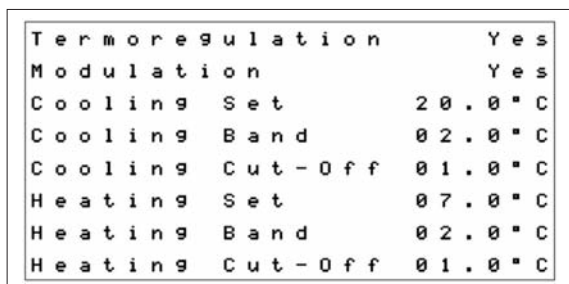 Termoregulation Yes
Modulation Yes
Cooling Set 20.0°C
Cooling Band 02.0°C
Cooling Cut-Off 01.0°C
Heating Set 07.0°C
Heating Band 02.0°C
Heating Cut-Off 01.0°C